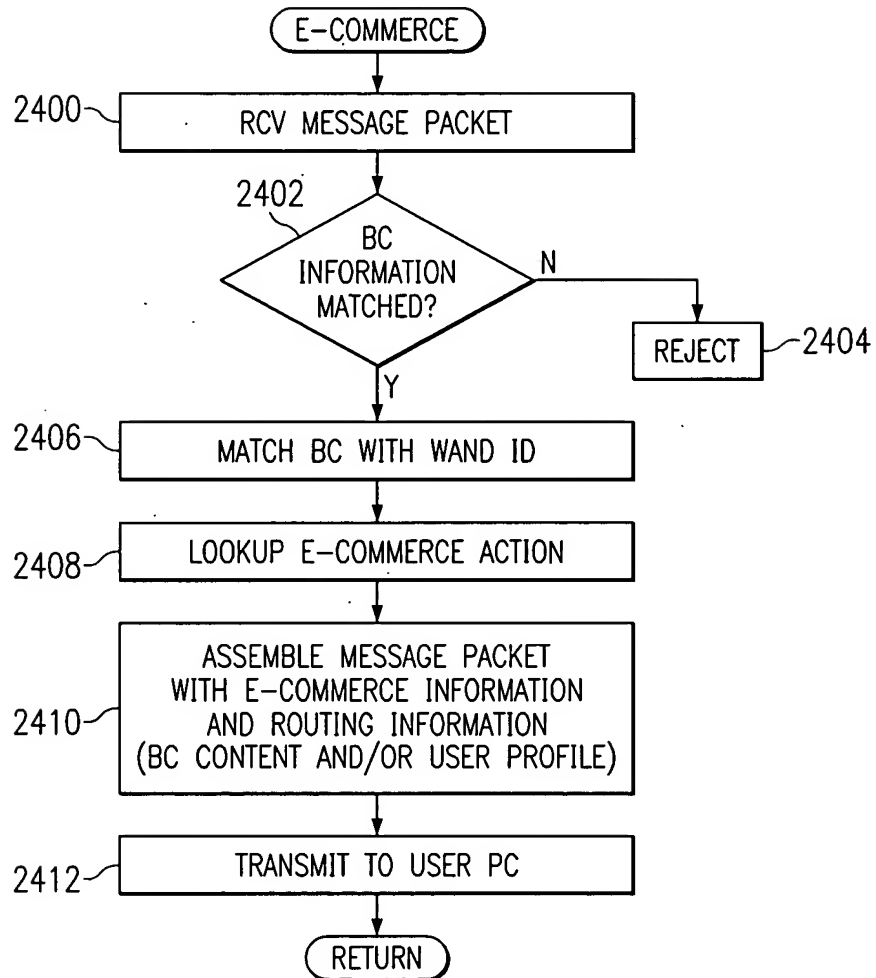 E-COMMERCE
2400
RCV MESSAGE PACKET
2402
BC
INFORMATION
MATCHED?
N
REJECT
2404
Y
2406
MATCH BC WITH WAND ID
2408
LOOKUP E-COMMERCE ACTION
2410
ASSEMBLE MESSAGE PACKET
WITH E-COMMERCE INFORMATION
AND ROUTING INFORMATION
(BC CONTENT AND/OR USER PROFILE)
2412
TRANSMIT TO USER PC
RETURN